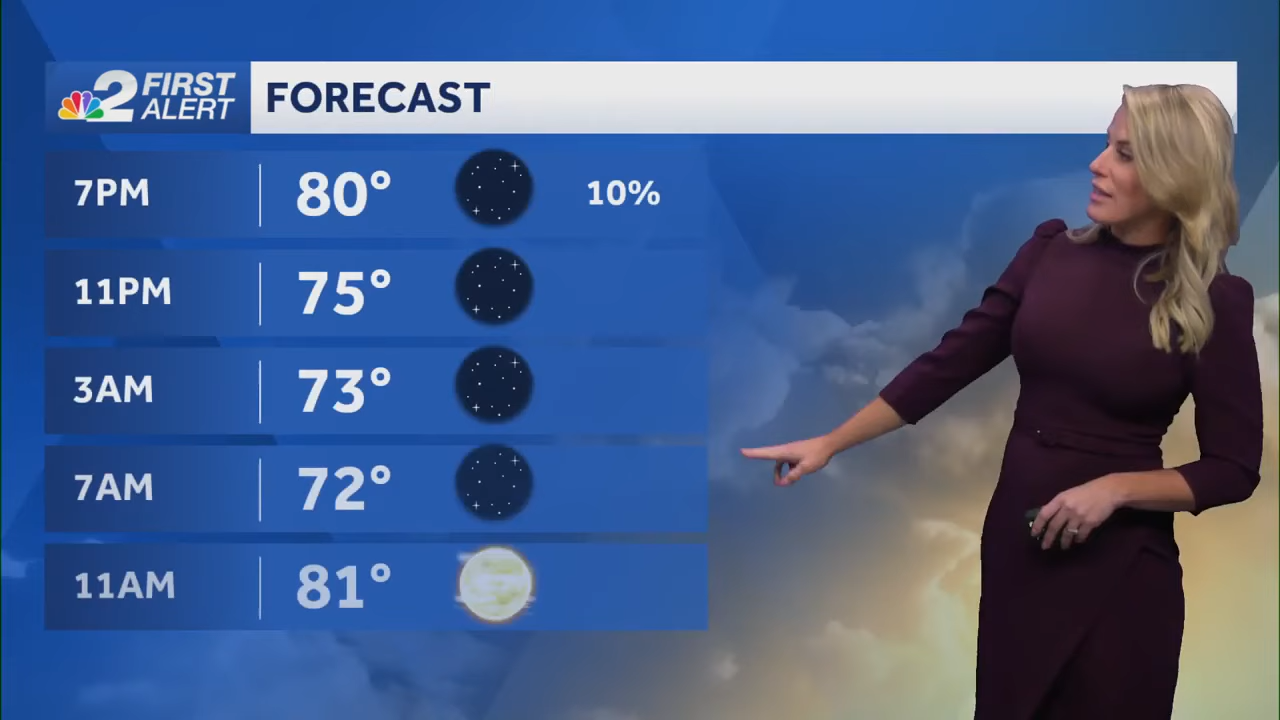 2 FIRST ALERT
FORECAST
7PM 80° 10%
11PM 75°
3AM 73°
7AM 72°
11AM 81°